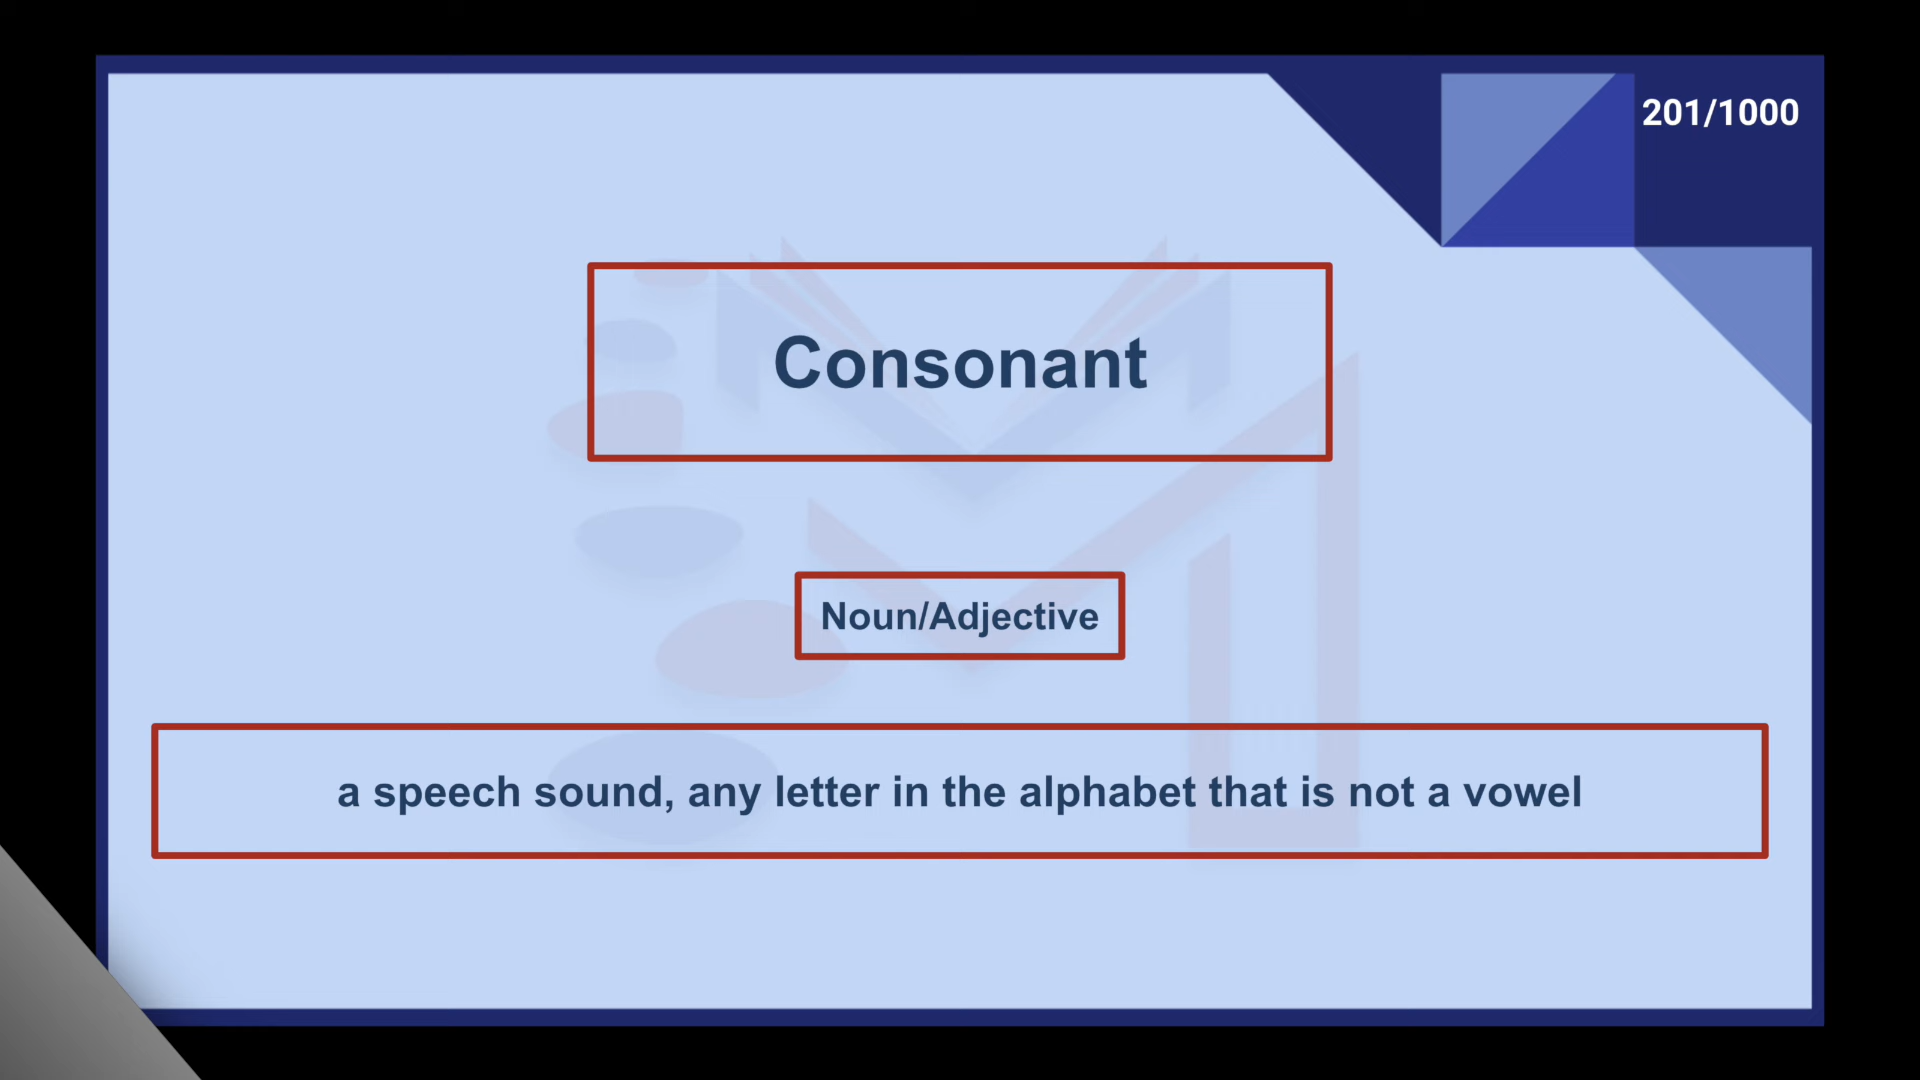 201/1000
Consonant
Noun/Adjective
a speech sound, any letter in the alphabet that is not a vowel